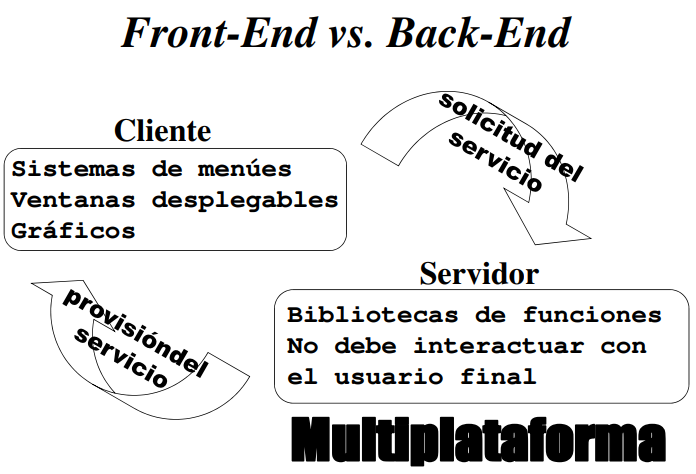 Front-End vs. Back-End
Cliente
Sistemas de menúes
Ventanas desplegables
Gráficos
solicitud del
servicio
Servidor
Bibliotecas de funciones
No debe interactuar con
el usuario final
provisióndel
servicio
Multiplataforma